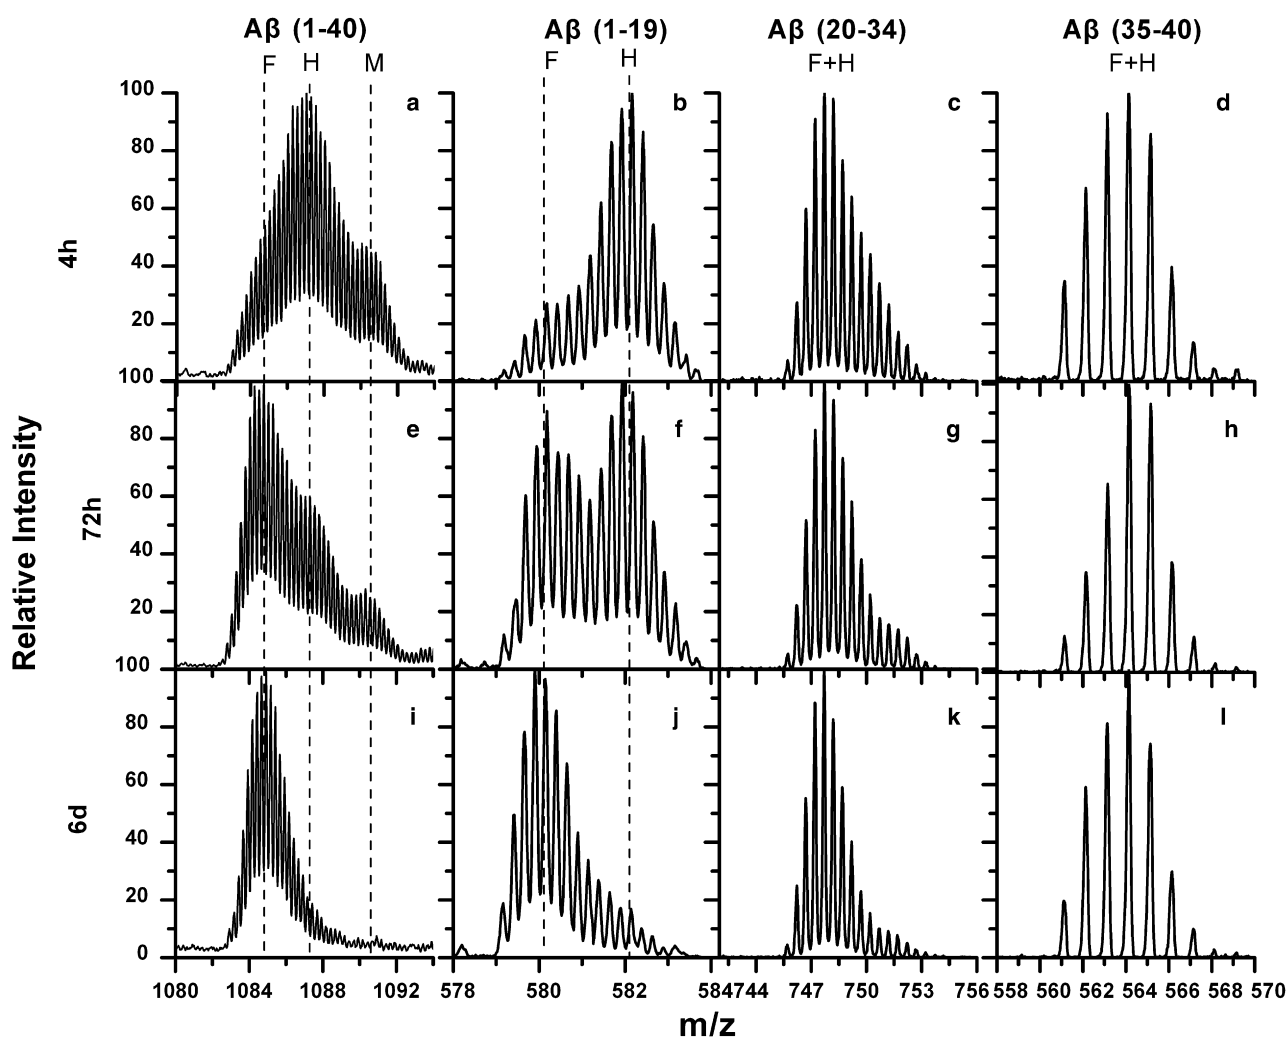 Aβ (1-40) Aβ (1-19) Aβ (20-34) Aβ (35-40)
F H M F H F+H F+H
100 a b c d
80
60
4h
40
20
100
80 e f g h
60
72h
40
20
100
80 i j k l
60
6d
40
20
0
Relative Intensity
1080 1084 1088 1092 578 580 582 584 744 747 750 753 756 558 560 562 564 566 568 570
m/z